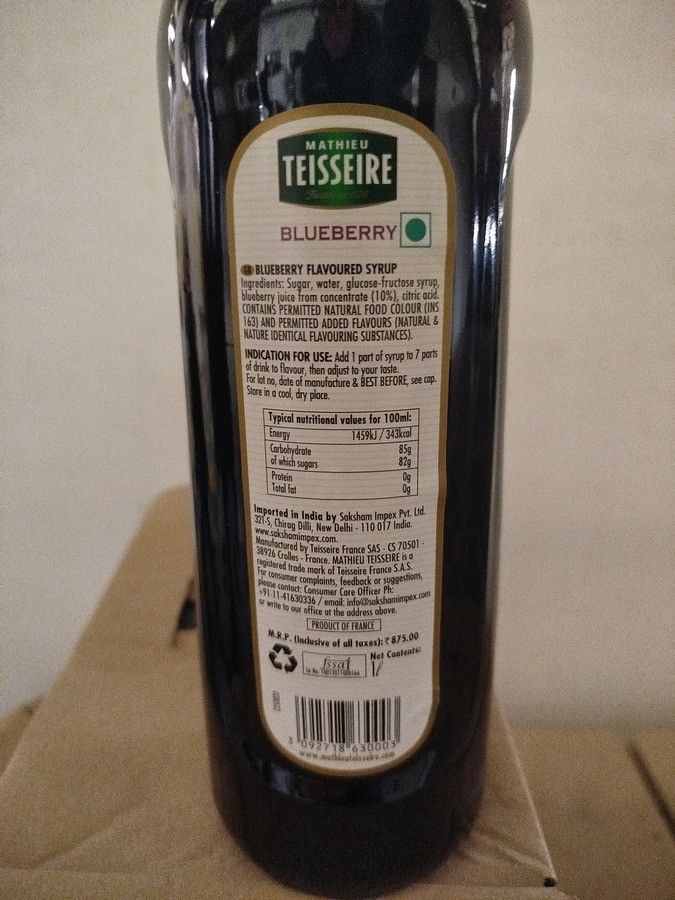 MATHIEU
TEISSEIRE
BLUEBERRY
GB BLUEBERRY FLAVOURED SYRUP
Ingredients: Sugar, water, glucose-fructose syrup,
blueberry juice from concentrate (10%), citric acid.
CONTAINS PERMITTED NATURAL FOOD COLOUR (INS
163) AND PERMITTED ADDED FLAVOURS (NATURAL &
NATURE IDENTICAL FLAVOURING SUBSTANCES).
INDICATION FOR USE: Add 1 part of syrup to 7 parts
of drink to flavour, then adjust to your taste.
For lot no, date of manufacture & BEST BEFORE, see cap.
Store in a cool, dry place.
Typical nutritional values for 100ml:
Energy 1459kJ / 343kcal
Carbohydrate 85g
of which sugars 82g
Protein 0g
Total fat 0g
Imported in India by Saksham Impex Pvt. Ltd.
321-S, Chirag Dilli, New Delhi - 110 017 India.
www.sakshamimpex.com.
Manufactured by Teisseire France SAS - CS 70501 -
38926 Crolles - France. MATHIEU TEISSEIRE is a
registered trade mark of Teisseire France S.A.S.
For consumer complaints, feedback or suggestions,
please contact: Consumer Care Officer Ph:
+91-11-41630336 / email: info@sakshamimpex.com
or write to our office at the address above.
PRODUCT OF FRANCE
M.R.P. (Inclusive of all taxes): ₹ 875.00
Net Contents:
fssai
3 092718 630003
www.mathieuteisseire.com